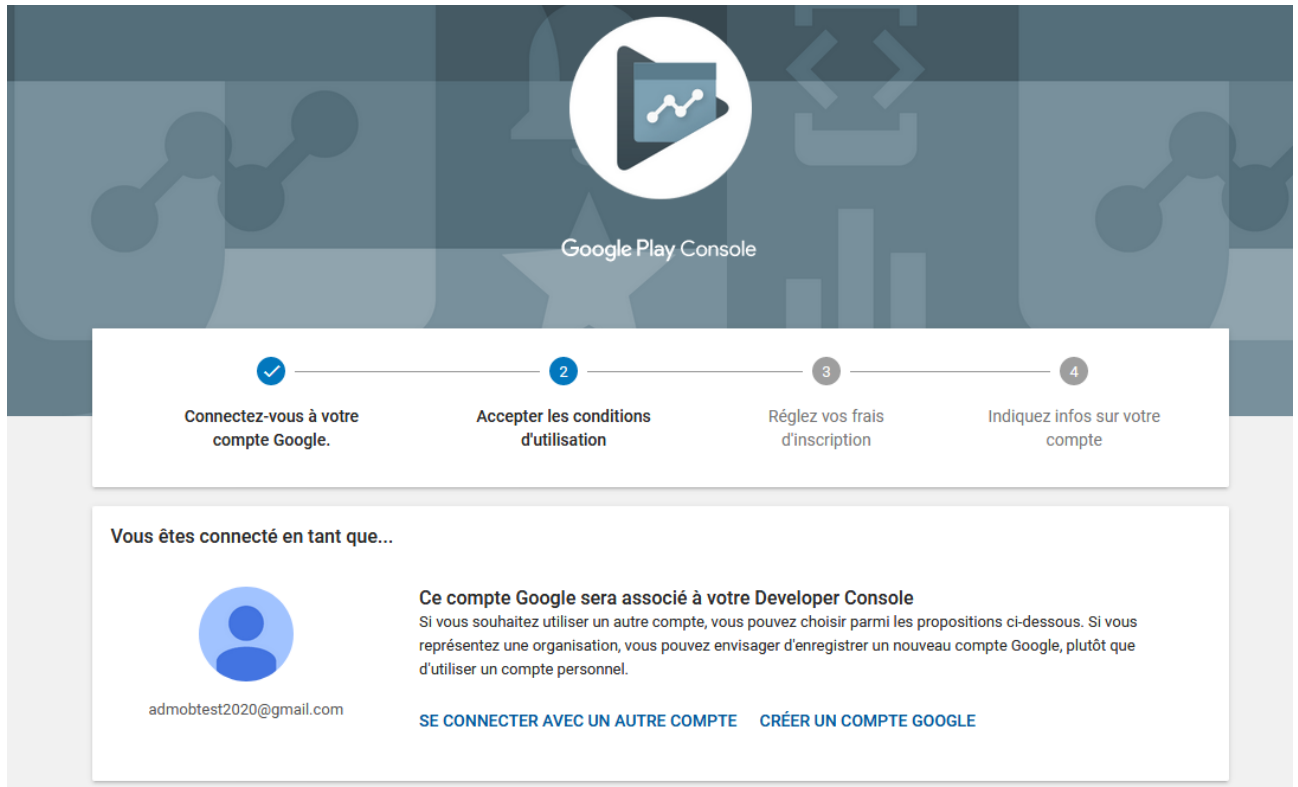 Google Play Console
2
3
4
Connectez-vous à votre
compte Google.
Accepter les conditions
d'utilisation
Réglez vos frais
d'inscription
Indiquez infos sur votre
compte
Vous êtes connecté en tant que...
admobtest2020@gmail.com
Ce compte Google sera associé à votre Developer Console
Si vous souhaitez utiliser un autre compte, vous pouvez choisir parmi les propositions ci-dessous. Si vous
représentez une organisation, vous pouvez envisager d'enregistrer un nouveau compte Google, plutôt que
d'utiliser un compte personnel.
SE CONNECTER AVEC UN AUTRE COMPTE
CRÉER UN COMPTE GOOGLE